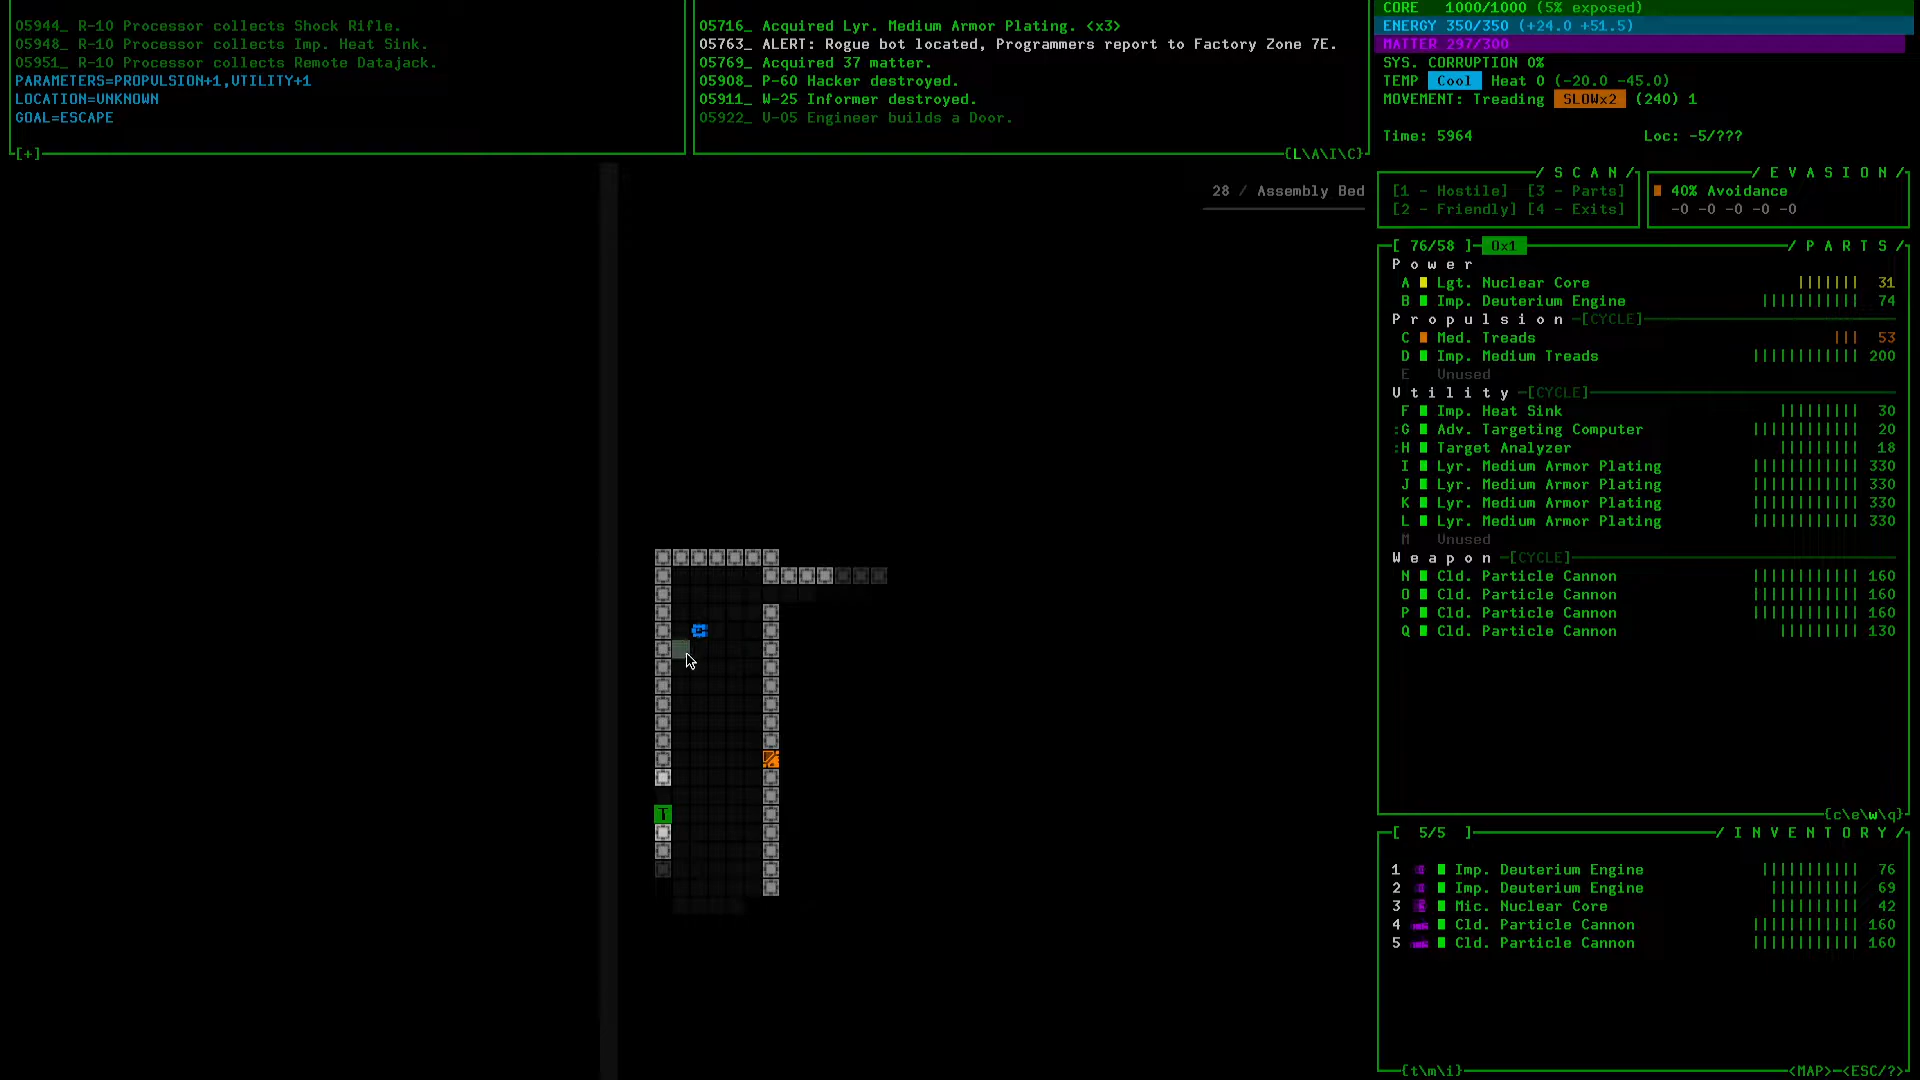 05944_ R-10 Processor collects Shock Rifle.
05948_ R-10 Processor collects Imp. Heat Sink.
05951_ R-10 Processor collects Remote Datajack.
PARAMETERS=PROPULSION+1,UTILITY+1
LOCATION=UNKNOWN
GOAL=ESCAPE
[+]
05716_ Acquired Lyr. Medium Armor Plating. <x3>
05763_ ALERT: Rogue bot located, Programmers report to Factory Zone 7E.
05769_ Acquired 37 matter.
05908_ P-60 Hacker destroyed.
05911_ W-25 Informer destroyed.
05922_ U-05 Engineer builds a Door.
{L\A\I\C}
CORE 1000/1000 (5% exposed)
ENERGY 350/350 (+24.0 +51.5)
MATTER 297/300
SYS. CORRUPTION 0%
TEMP Cool Heat 0 (-20.0 -45.0)
MOVEMENT: Treading SLOWx2 (240) 1
Time: 5964 Loc: -5/???
28 / Assembly Bed
/ S C A N /
[1 - Hostile] [3 - Parts]
[2 - Friendly] [4 - Exits]
/ E V A S I O N /
40% Avoidance
-0 -0 -0 -0 -0
[ 76/58 ] 0x1 / P A R T S /
P o w e r
A Lgt. Nuclear Core 31
B Imp. Deuterium Engine 74
P r o p u l s i o n [CYCLE]
C Med. Treads 53
D Imp. Medium Treads 200
E Unused
U t i l i t y [CYCLE]
F Imp. Heat Sink 30
:G Adv. Targeting Computer 20
:H Target Analyzer 18
I Lyr. Medium Armor Plating 330
J Lyr. Medium Armor Plating 330
K Lyr. Medium Armor Plating 330
L Lyr. Medium Armor Plating 330
M Unused
W e a p o n [CYCLE]
N Cld. Particle Cannon 160
O Cld. Particle Cannon 160
P Cld. Particle Cannon 160
Q Cld. Particle Cannon 130
T
{c\e\w\q}
[ 5/5 ] / I N V E N T O R Y /
1 Imp. Deuterium Engine 76
2 Imp. Deuterium Engine 69
3 Mic. Nuclear Core 42
4 Cld. Particle Cannon 160
5 Cld. Particle Cannon 160
{t\m\i} <MAP> <ESC/?>